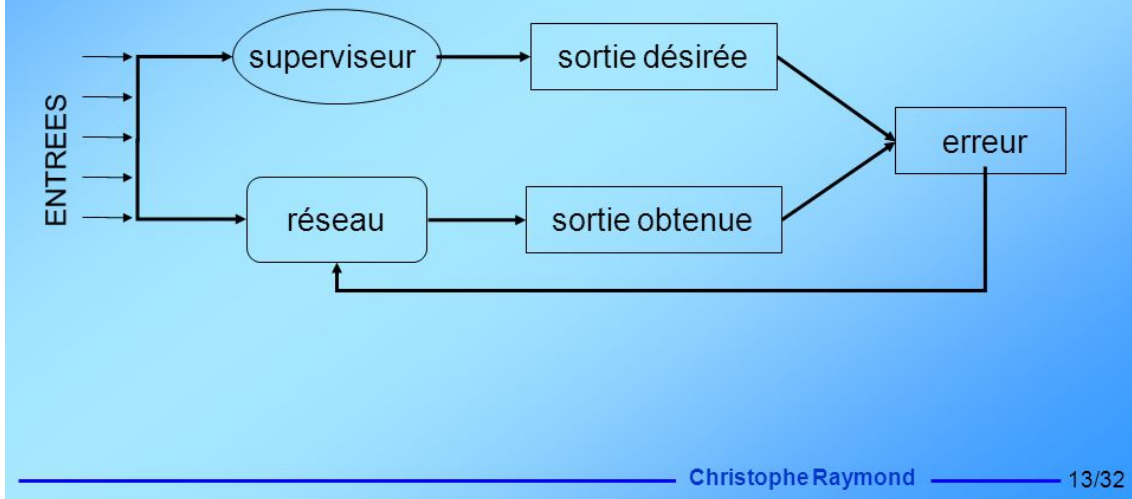 superviseur
sortie désirée
ENTREES
erreur
réseau
sortie obtenue
Christophe Raymond
13/32